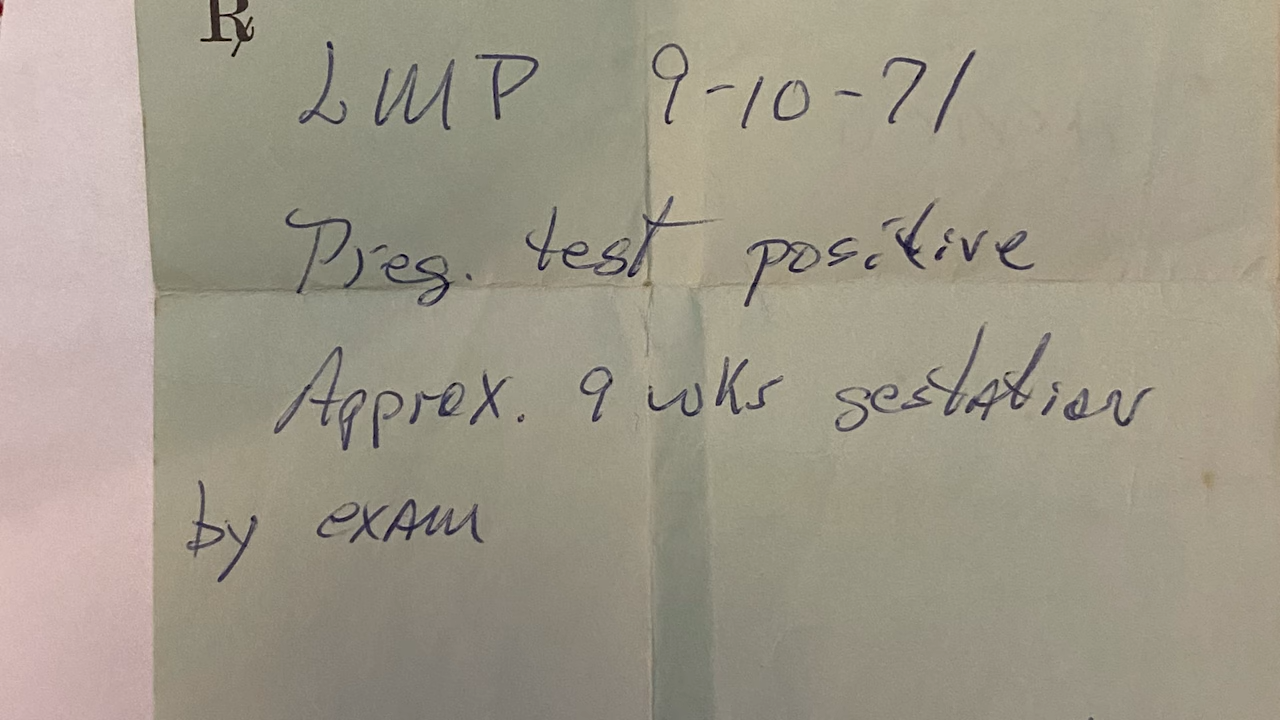 ℞
LMP 9-10-71
Preg. test positive
Approx. 9 wks gestation
by exam